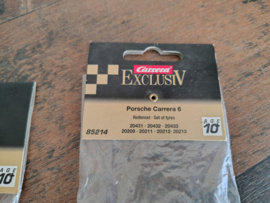 Carrera
EXCLUSIV
Porsche Carrera 6
Reifenset · Set of tyres
20431 · 20432 · 20433
20209 · 20211 · 20212 · 20213
85214
AGE
10+
10